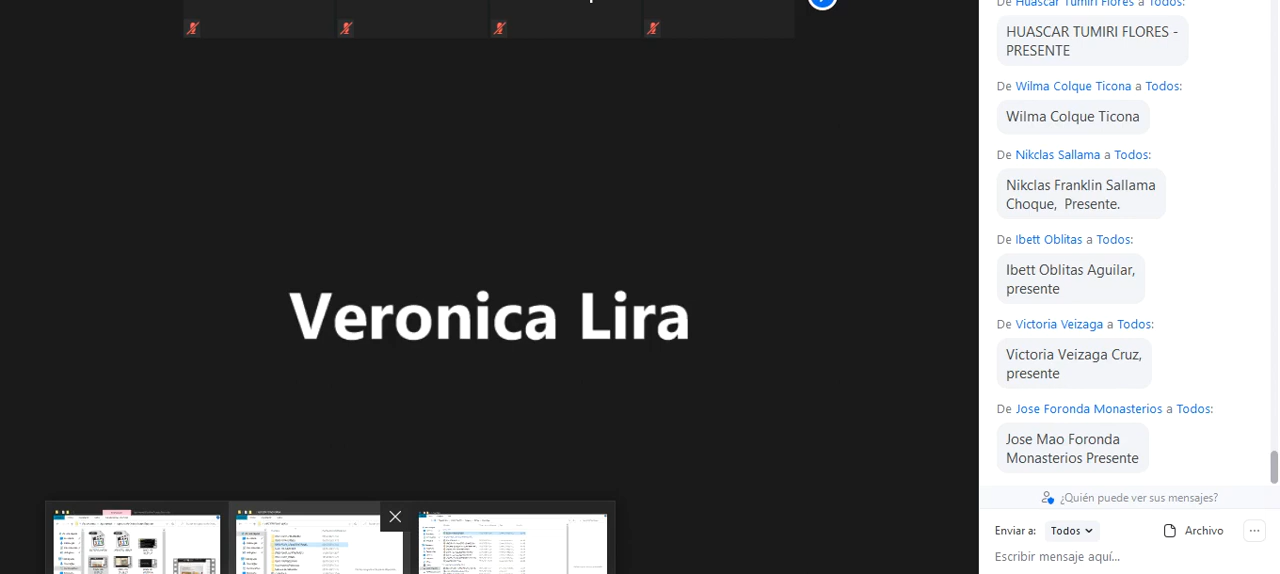 De Huascar Tumiri Flores a Todos:
HUASCAR TUMIRI FLORES -
PRESENTE
De Wilma Colque Ticona a Todos:
Wilma Colque Ticona
De Nikclas Sallama a Todos:
Nikclas Franklin Sallama
Choque, Presente.
De Ibett Oblitas a Todos:
Ibett Oblitas Aguilar,
presente
De Victoria Veizaga a Todos:
Victoria Veizaga Cruz,
presente
De Jose Foronda Monasterios a Todos:
Jose Mao Foronda
Monasterios Presente
¿Quién puede ver sus mensajes?
Enviar a: Todos
Archivo
Escribir mensaje aquí...
Veronica Lira